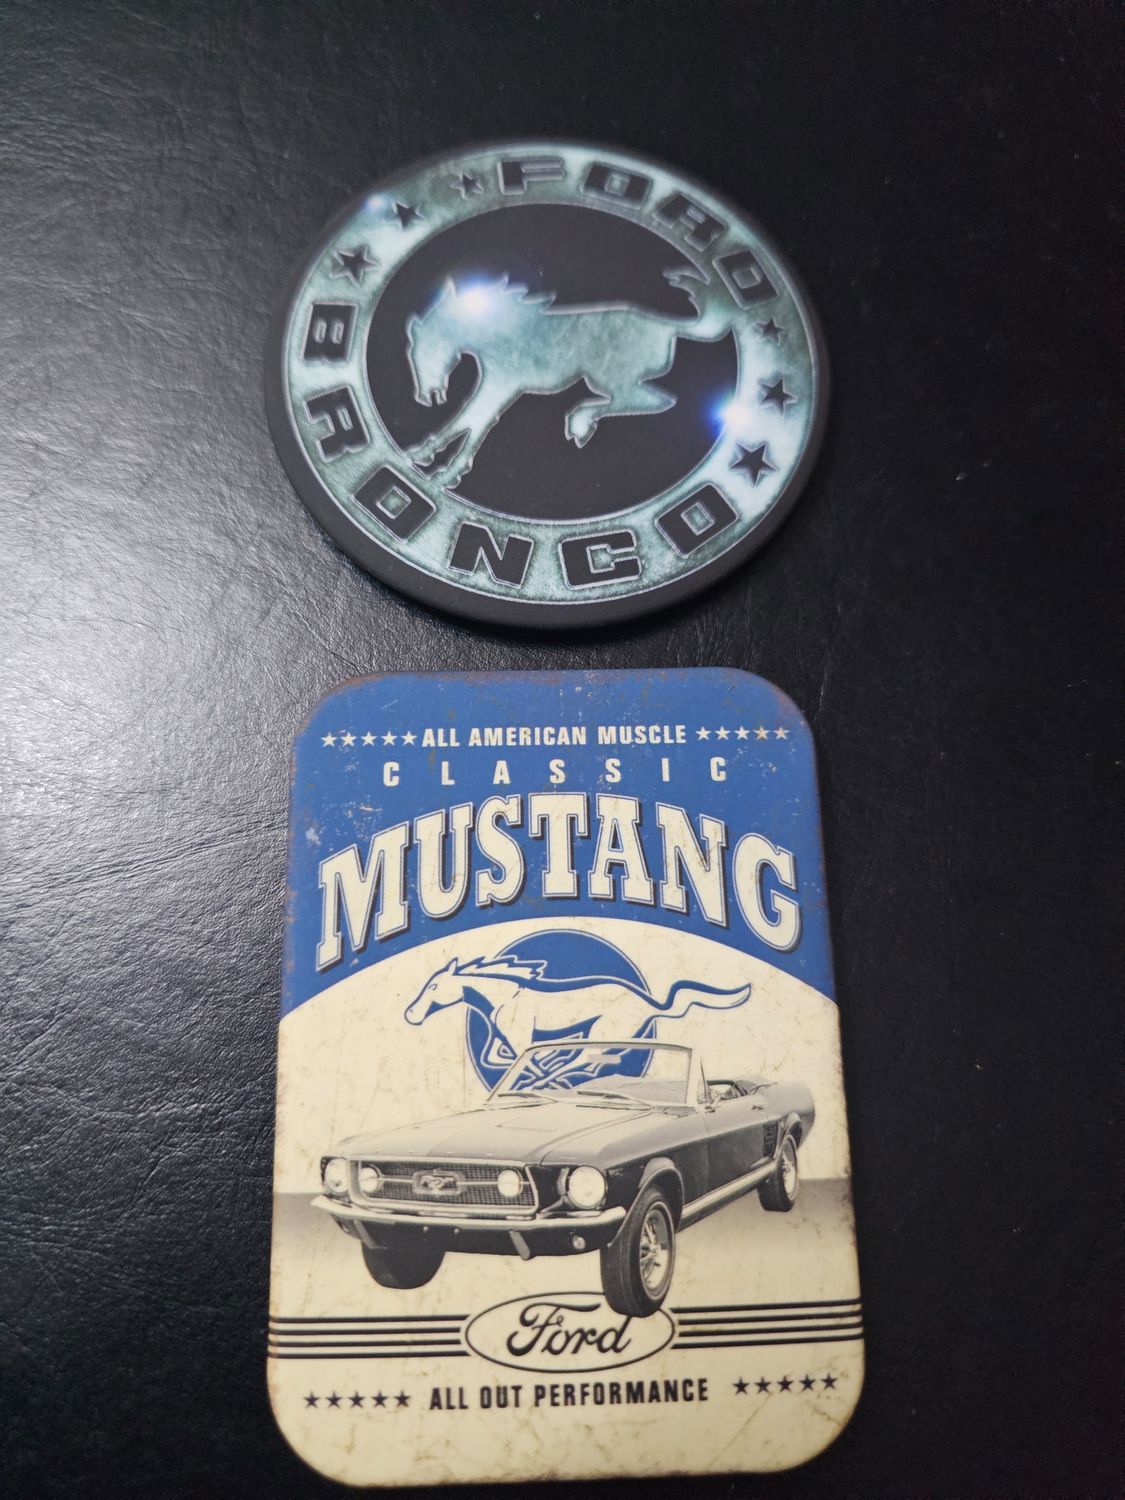 FORD
BRONCO
★★★★★ ALL AMERICAN MUSCLE ★★★★★
CLASSIC
MUSTANG
Ford
★★★★★ ALL OUT PERFORMANCE ★★★★★